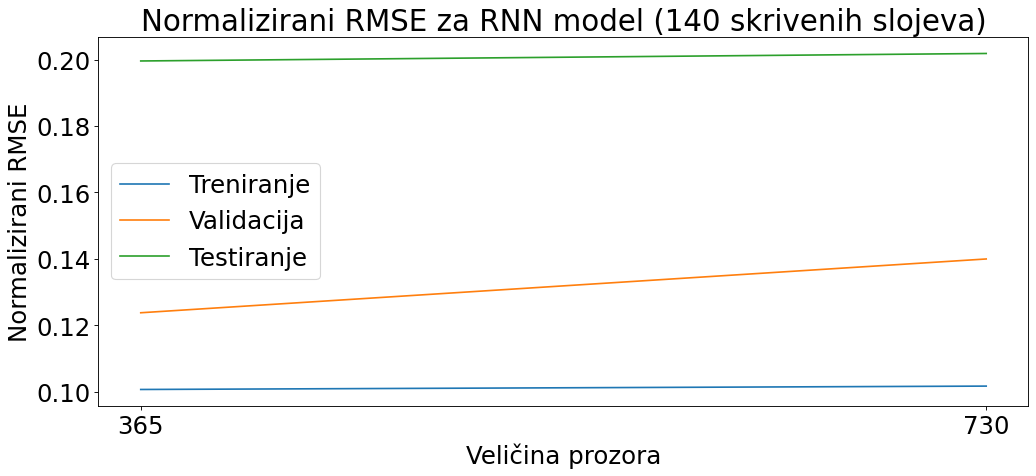 Normalizirani RMSE za RNN model (140 skrivenih slojeva)
Normalizirani RMSE
0.20
0.18
0.16
0.14
0.12
0.10
Treniranje
Validacija
Testiranje
365
730
Veličina prozora